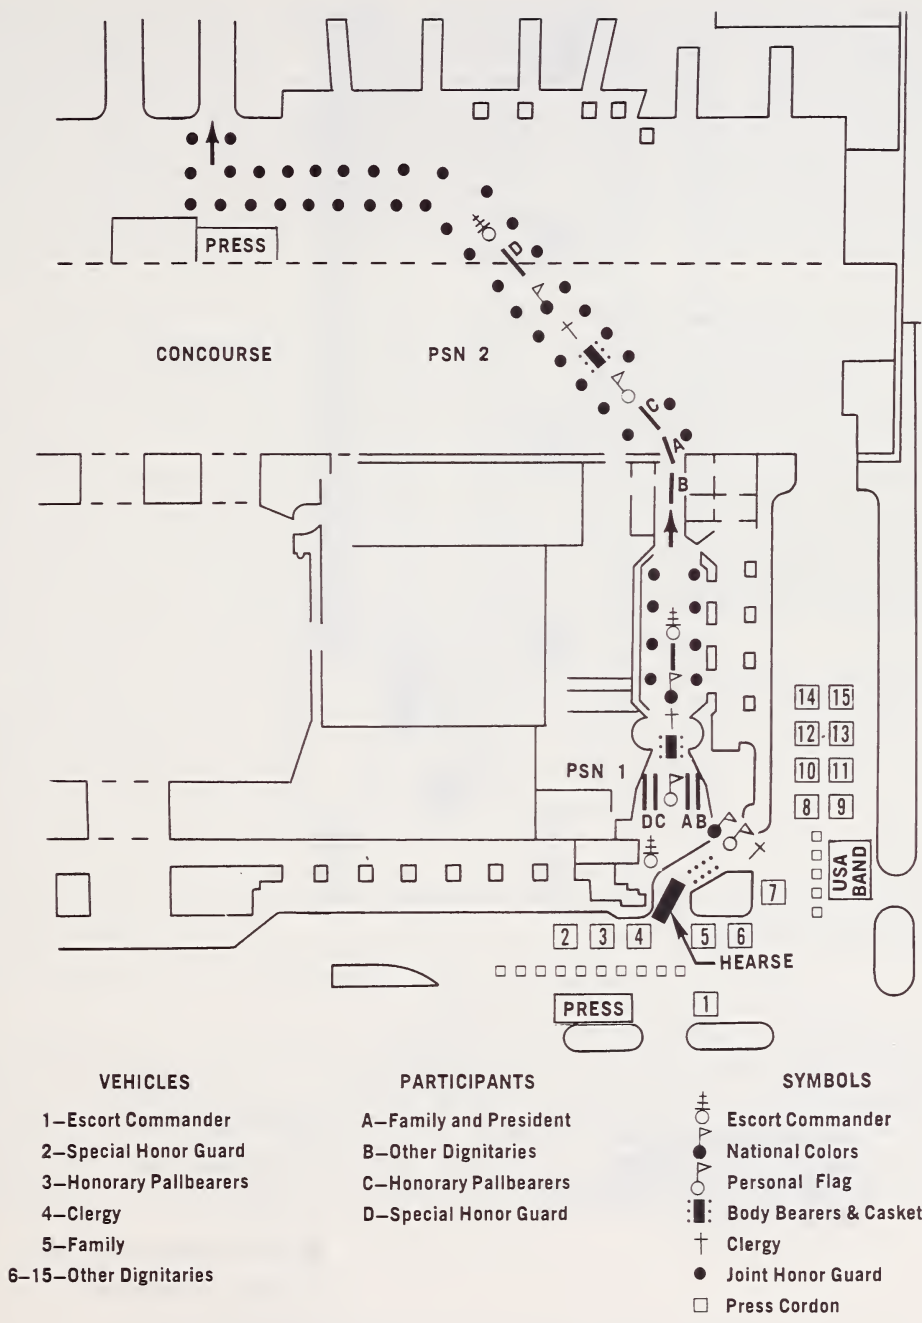 PRESS
D
CONCOURSE
PSN 2
C
A
B
14 15
12 13
10 11
PSN 1
8 9
D C A B
USA
BAND
7
2 3 4 5 6
HEARSE
1
PRESS
VEHICLES
1—Escort Commander
2—Special Honor Guard
3—Honorary Pallbearers
4—Clergy
5—Family
6—15—Other Dignitaries
PARTICIPANTS
A—Family and President
B—Other Dignitaries
C—Honorary Pallbearers
D—Special Honor Guard
SYMBOLS
Escort Commander
National Colors
Personal Flag
Body Bearers & Casket
Clergy
Joint Honor Guard
Press Cordon